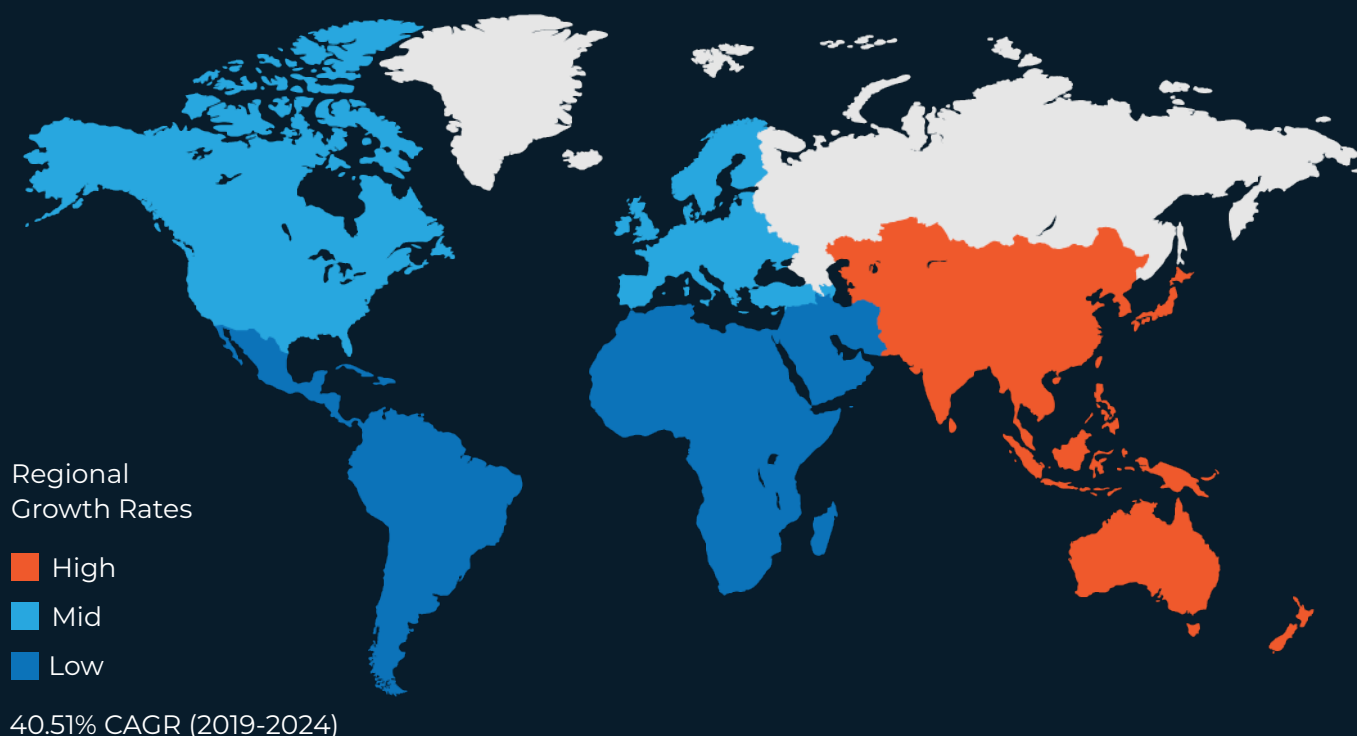 Regional
Growth Rates
High
Mid
Low
40.51% CAGR (2019-2024)